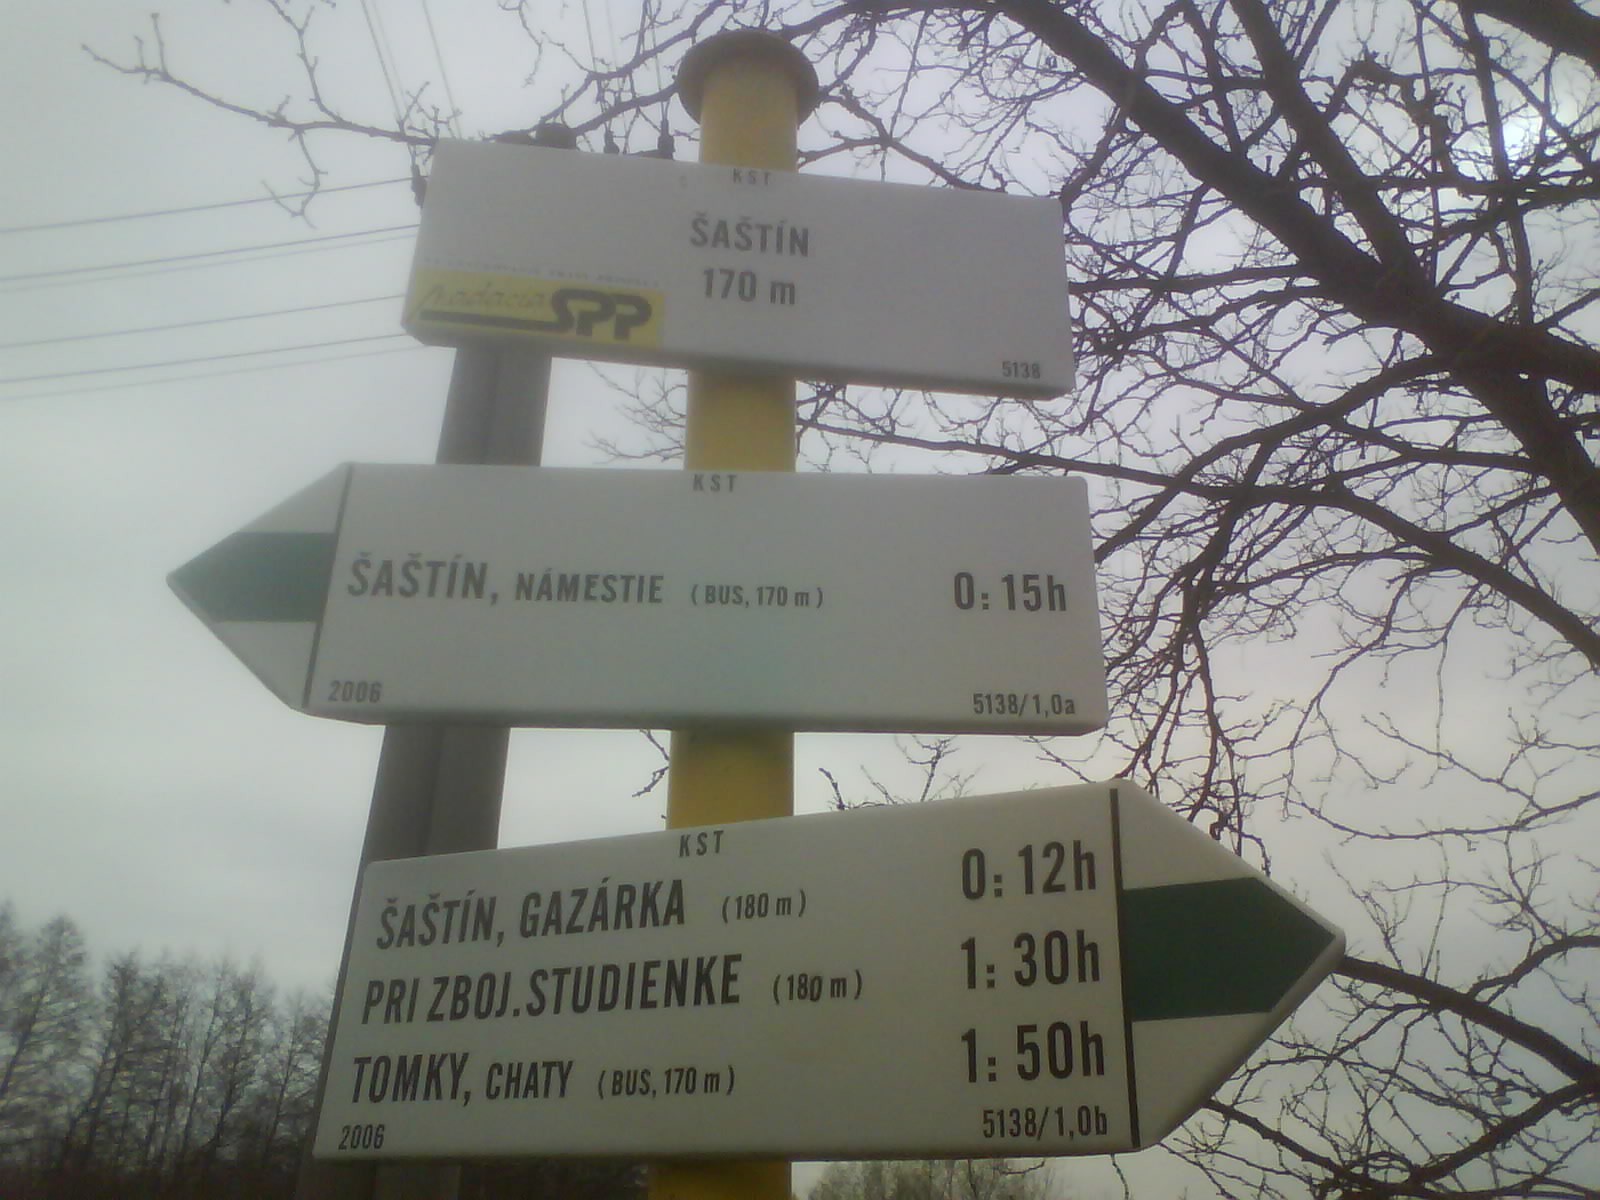 KST
ŠAŠTÍN
170 m
nadácia SPP
5138
KST
ŠAŠTÍN, NÁMESTIE (BUS, 170 m) 0: 15h
2006 5138/1,0a
KST
ŠAŠTÍN, GAZÁRKA (180 m) 0: 12h
PRI ZBOJ. STUDIENKE (180 m) 1: 30h
TOMKY, CHATY (BUS, 170 m) 1: 50h
2006 5138/1,0b